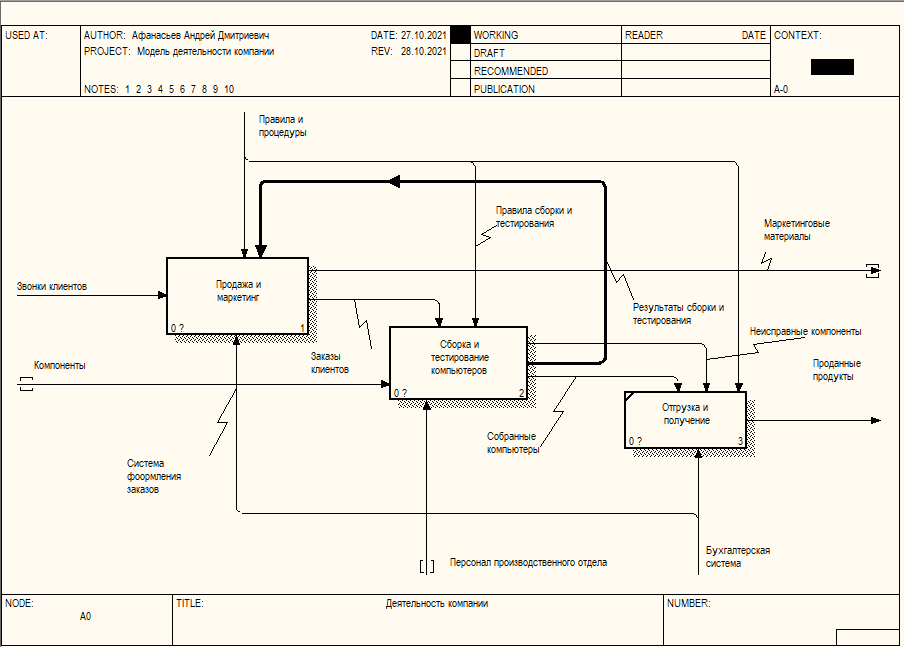 USED AT:
AUTHOR: Афанасьев Андрей Дмитриевич
DATE: 27.10.2021
WORKING
READER
DATE
CONTEXT:
PROJECT: Модель деятельности компании
REV: 28.10.2021
DRAFT
RECOMMENDED
NOTES: 1 2 3 4 5 6 7 8 9 10
PUBLICATION
A-0
Правила и
процедуры
Правила сборки и
тестирования
Маркетинговые
материалы
Звонки клиентов
Продажа и
маркетинг
0 ?
1
Результаты сборки и
тестирования
Неисправные компоненты
Заказы
клиентов
Компоненты
Сборка и
тестирование
компьютеров
0 ?
2
Проданные
продукты
Отгрузка и
получение
0 ?
3
Собранные
компьютеры
Система
фоормления
заказов
Персонал производственного отдела
Бухгалтерская
система
NODE:
A0
TITLE:
Деятельность компании
NUMBER: